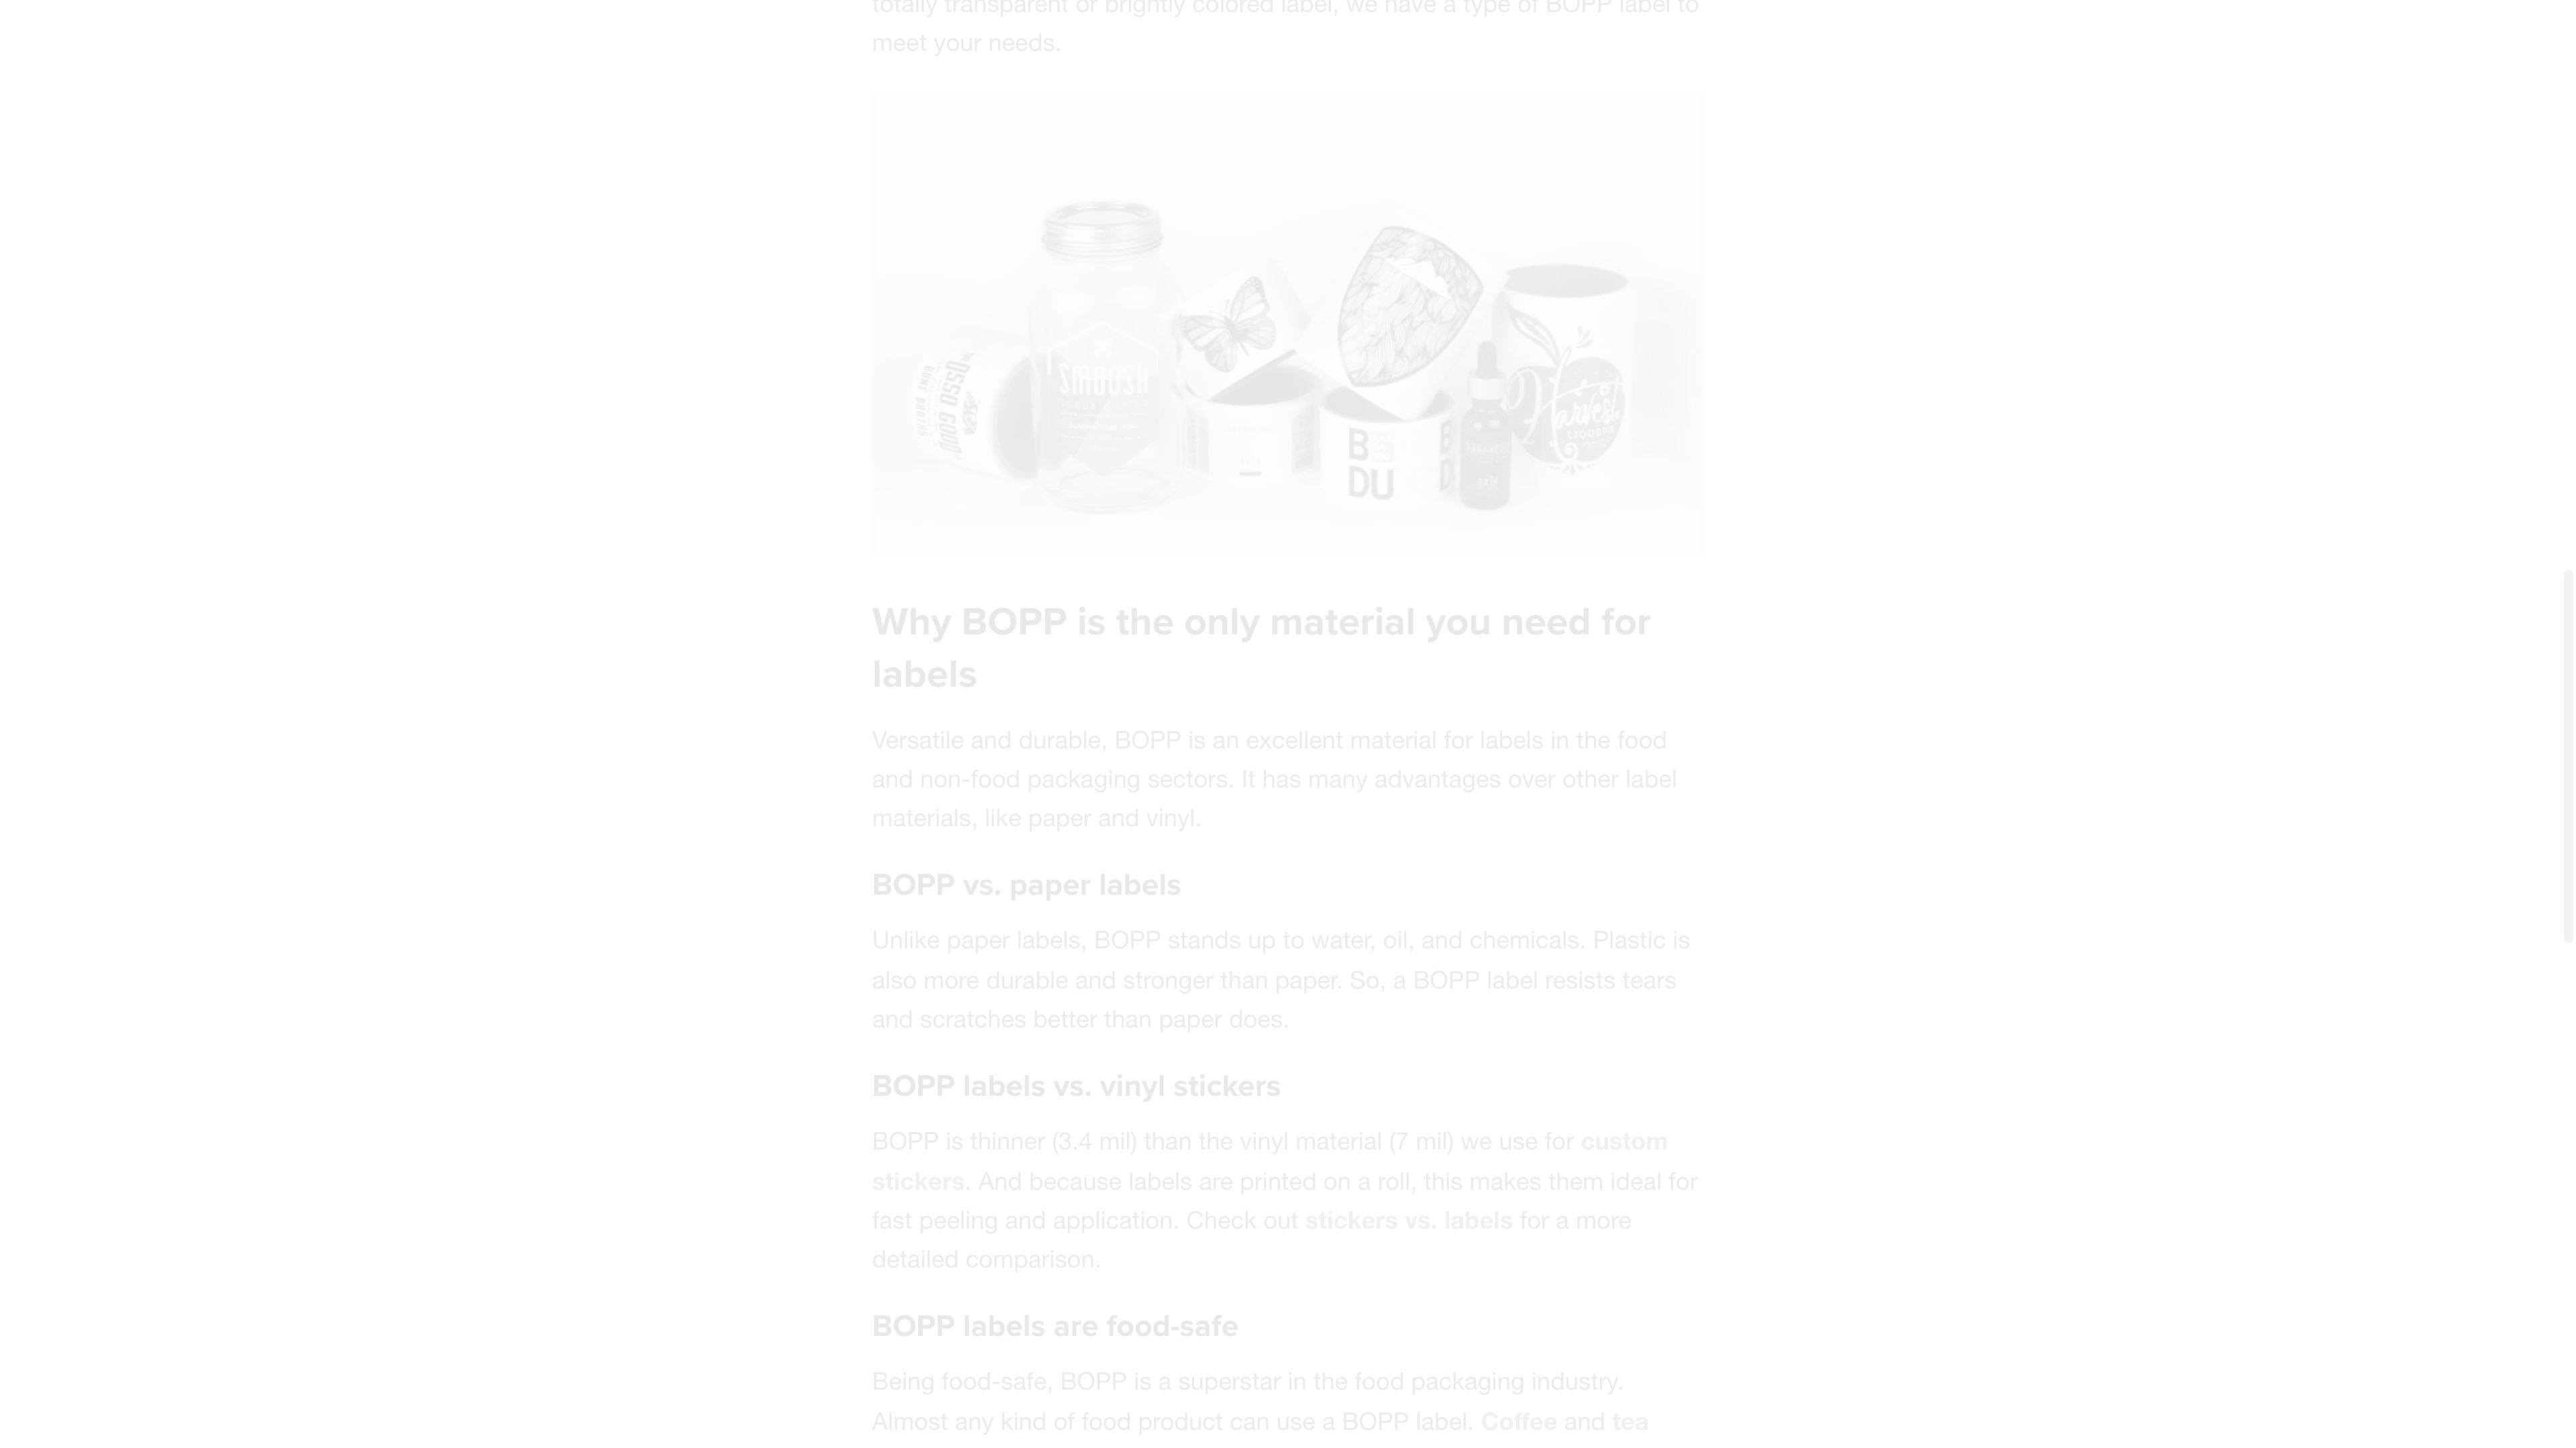 totally transparent or brightly colored label, we have a type of BOPP label to
meet your needs.
OSSO GOOD
BONE BROTHS
SMOOSH
B
DU
B
D
Harvest
LIQUEUR
Why BOPP is the only material you need for
labels
Versatile and durable, BOPP is an excellent material for labels in the food
and non-food packaging sectors. It has many advantages over other label
materials, like paper and vinyl.
BOPP vs. paper labels
Unlike paper labels, BOPP stands up to water, oil, and chemicals. Plastic is
also more durable and stronger than paper. So, a BOPP label resists tears
and scratches better than paper does.
BOPP labels vs. vinyl stickers
BOPP is thinner (3.4 mil) than the vinyl material (7 mil) we use for custom
stickers. And because labels are printed on a roll, this makes them ideal for
fast peeling and application. Check out stickers vs. labels for a more
detailed comparison.
BOPP labels are food-safe
Being food-safe, BOPP is a superstar in the food packaging industry.
Almost any kind of food product can use a BOPP label. Coffee and tea